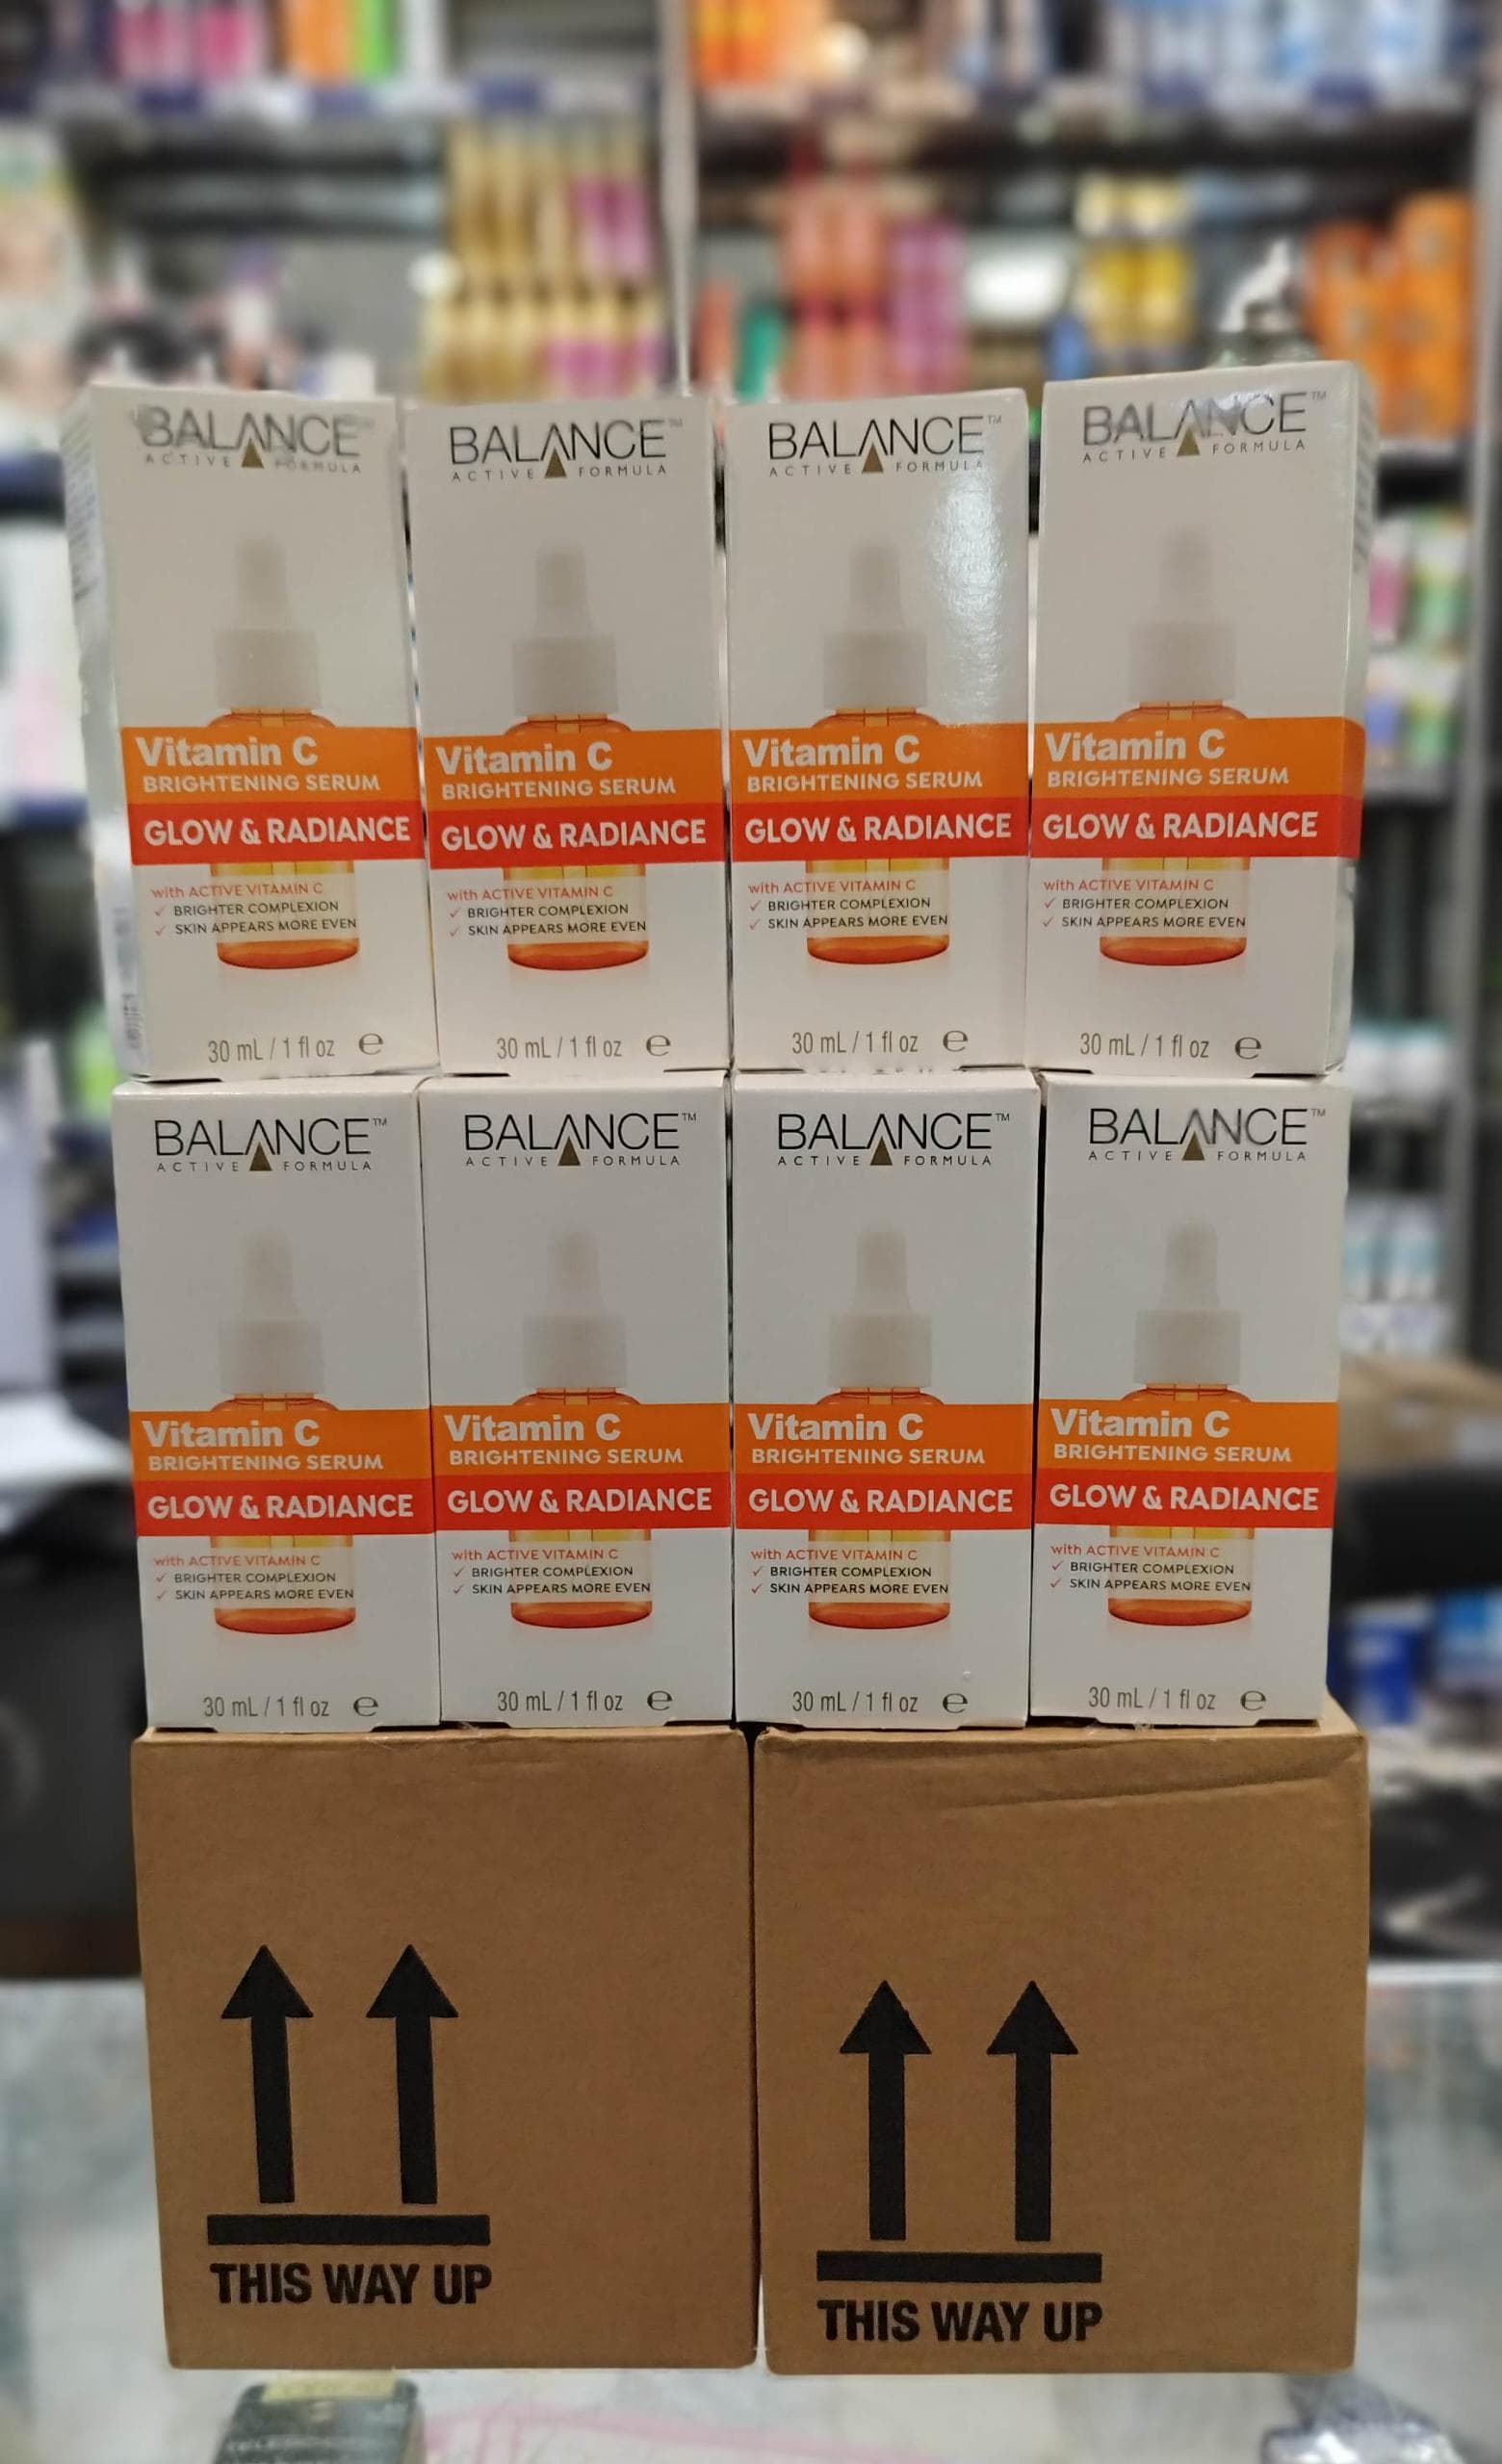 BALANCE™
ACTIVE FORMULA
Vitamin C
BRIGHTENING SERUM
GLOW & RADIANCE
with ACTIVE VITAMIN C
✓ BRIGHTER COMPLEXION
✓ SKIN APPEARS MORE EVEN
30 mL / 1 fl oz ℮
BALANCE™
ACTIVE FORMULA
Vitamin C
BRIGHTENING SERUM
GLOW & RADIANCE
with ACTIVE VITAMIN C
✓ BRIGHTER COMPLEXION
✓ SKIN APPEARS MORE EVEN
30 mL / 1 fl oz ℮
BALANCE™
ACTIVE FORMULA
Vitamin C
BRIGHTENING SERUM
GLOW & RADIANCE
with ACTIVE VITAMIN C
✓ BRIGHTER COMPLEXION
✓ SKIN APPEARS MORE EVEN
30 mL / 1 fl oz ℮
BALANCE™
ACTIVE FORMULA
Vitamin C
BRIGHTENING SERUM
GLOW & RADIANCE
with ACTIVE VITAMIN C
✓ BRIGHTER COMPLEXION
✓ SKIN APPEARS MORE EVEN
30 mL / 1 fl oz ℮
BALANCE™
ACTIVE FORMULA
Vitamin C
BRIGHTENING SERUM
GLOW & RADIANCE
with ACTIVE VITAMIN C
✓ BRIGHTER COMPLEXION
✓ SKIN APPEARS MORE EVEN
30 mL / 1 fl oz ℮
BALANCE™
ACTIVE FORMULA
Vitamin C
BRIGHTENING SERUM
GLOW & RADIANCE
with ACTIVE VITAMIN C
✓ BRIGHTER COMPLEXION
✓ SKIN APPEARS MORE EVEN
30 mL / 1 fl oz ℮
BALANCE™
ACTIVE FORMULA
Vitamin C
BRIGHTENING SERUM
GLOW & RADIANCE
with ACTIVE VITAMIN C
✓ BRIGHTER COMPLEXION
✓ SKIN APPEARS MORE EVEN
30 mL / 1 fl oz ℮
BALANCE™
ACTIVE FORMULA
Vitamin C
BRIGHTENING SERUM
GLOW & RADIANCE
with ACTIVE VITAMIN C
✓ BRIGHTER COMPLEXION
✓ SKIN APPEARS MORE EVEN
30 mL / 1 fl oz ℮
THIS WAY UP
THIS WAY UP